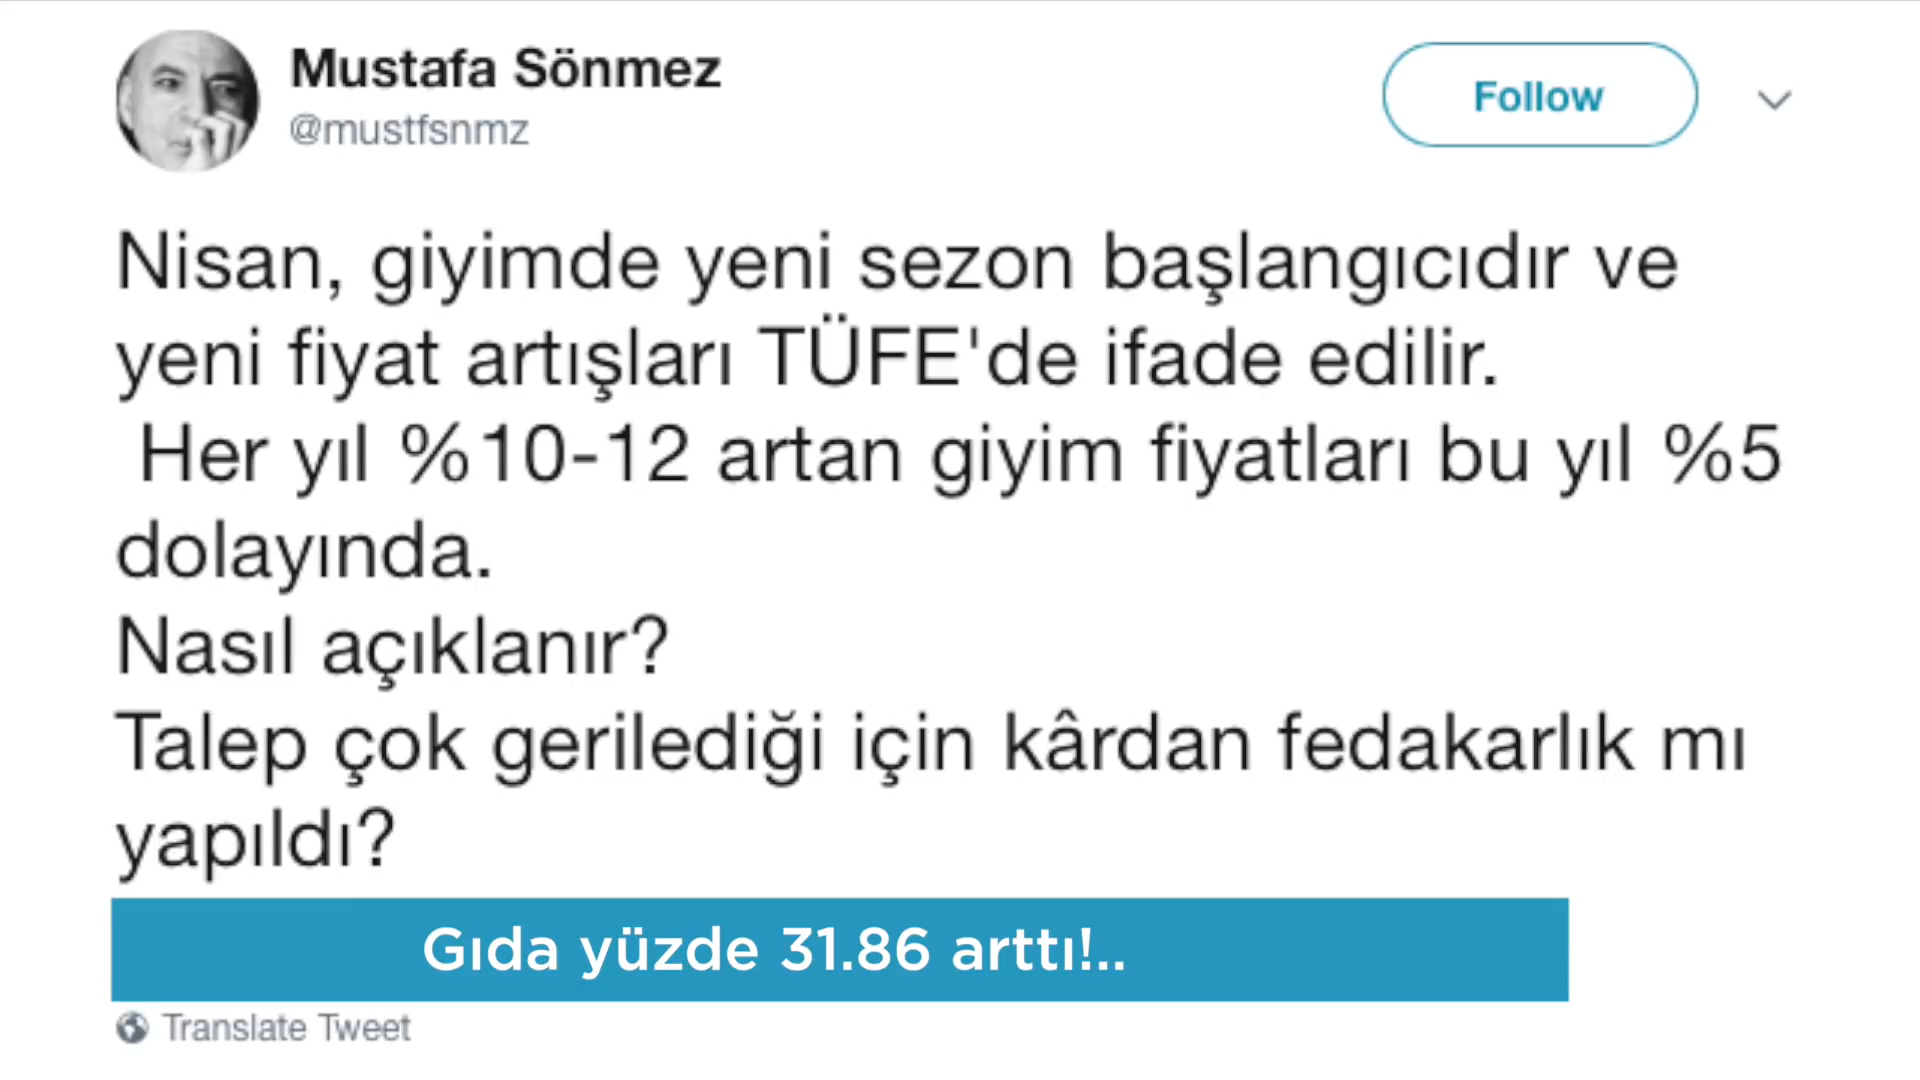 Mustafa Sönmez
@mustfsnmz
Follow
Nisan, giyimde yeni sezon başlangıcıdır ve
yeni fiyat artışları TÜFE'de ifade edilir.
Her yıl %10-12 artan giyim fiyatları bu yıl %5
dolayında.
Nasıl açıklanır?
Talep çok gerilediği için kârdan fedakarlık mı
yapıldı?
Gıda yüzde 31.86 arttı!..
Translate Tweet